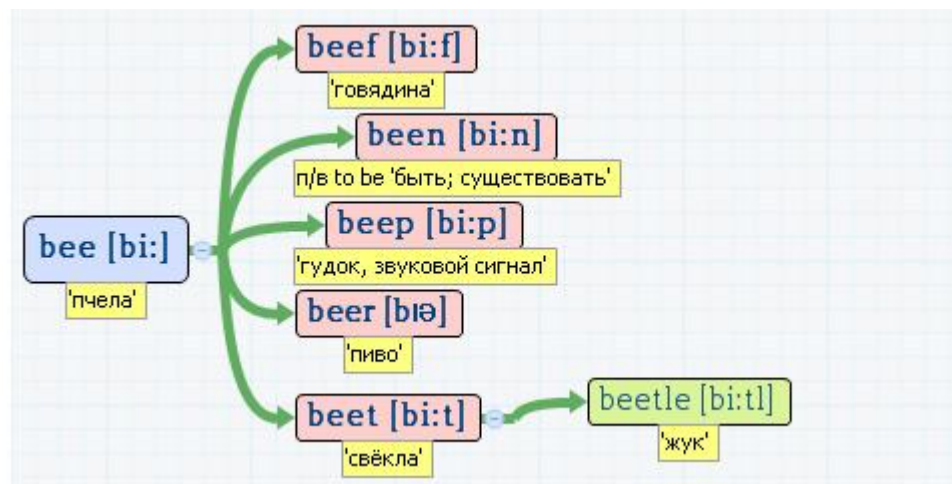 beef [bi:f]
'говядина'
been [bi:n]
п/в to be 'быть; существовать'
beep [bi:p]
'гудок, звуковой сигнал'
bee [bi:]
'пчела'
beer [bıə]
'пиво'
beet [bi:t]
'свёкла'
beetle [bi:tl]
'жук'